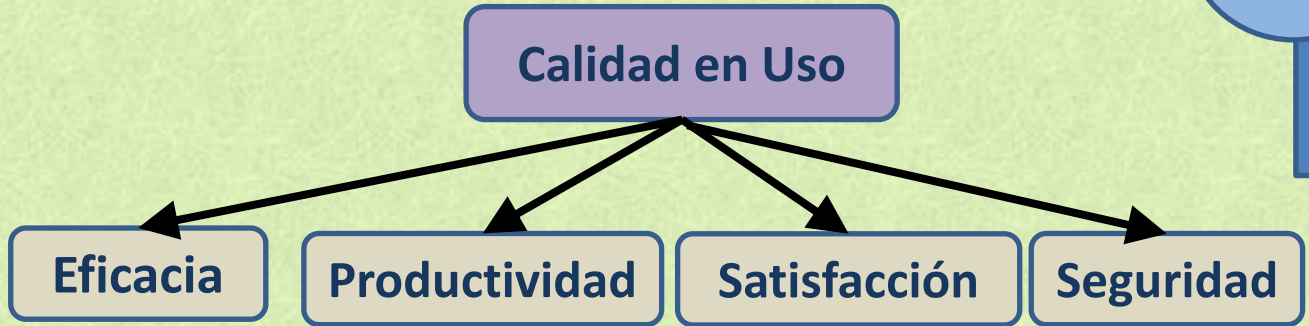 Calidad en Uso
Eficacia
Productividad
Satisfacción
Seguridad